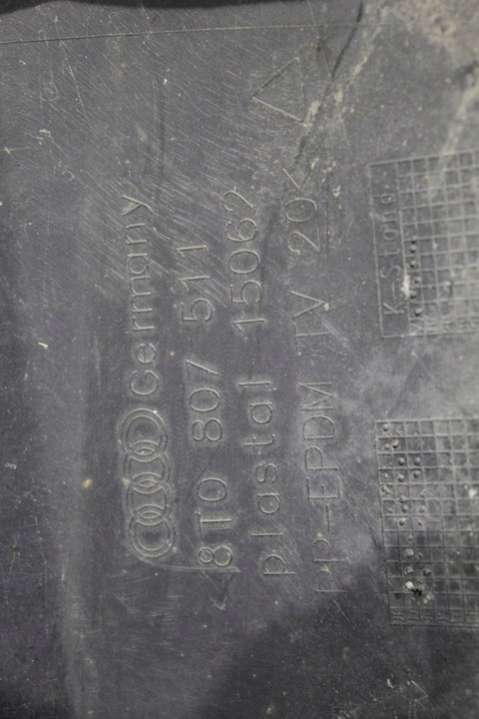 Germany
8T0 807 511
plastal 15062
PP-EPDM TV 20